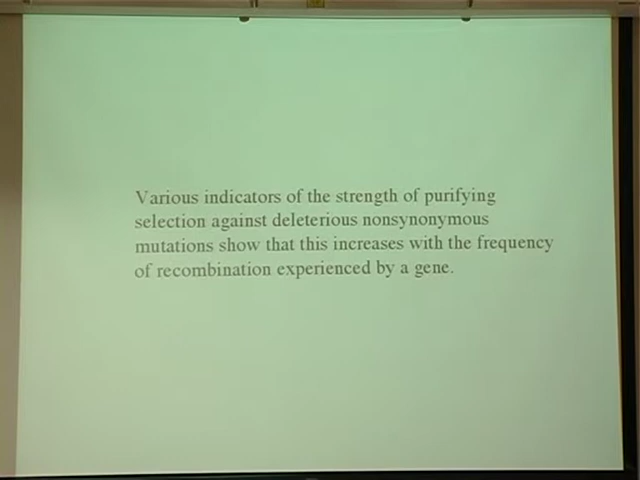 Various indicators of the strength of purifying
selection against deleterious nonsynonymous
mutations show that this increases with the frequency
of recombination experienced by a gene.